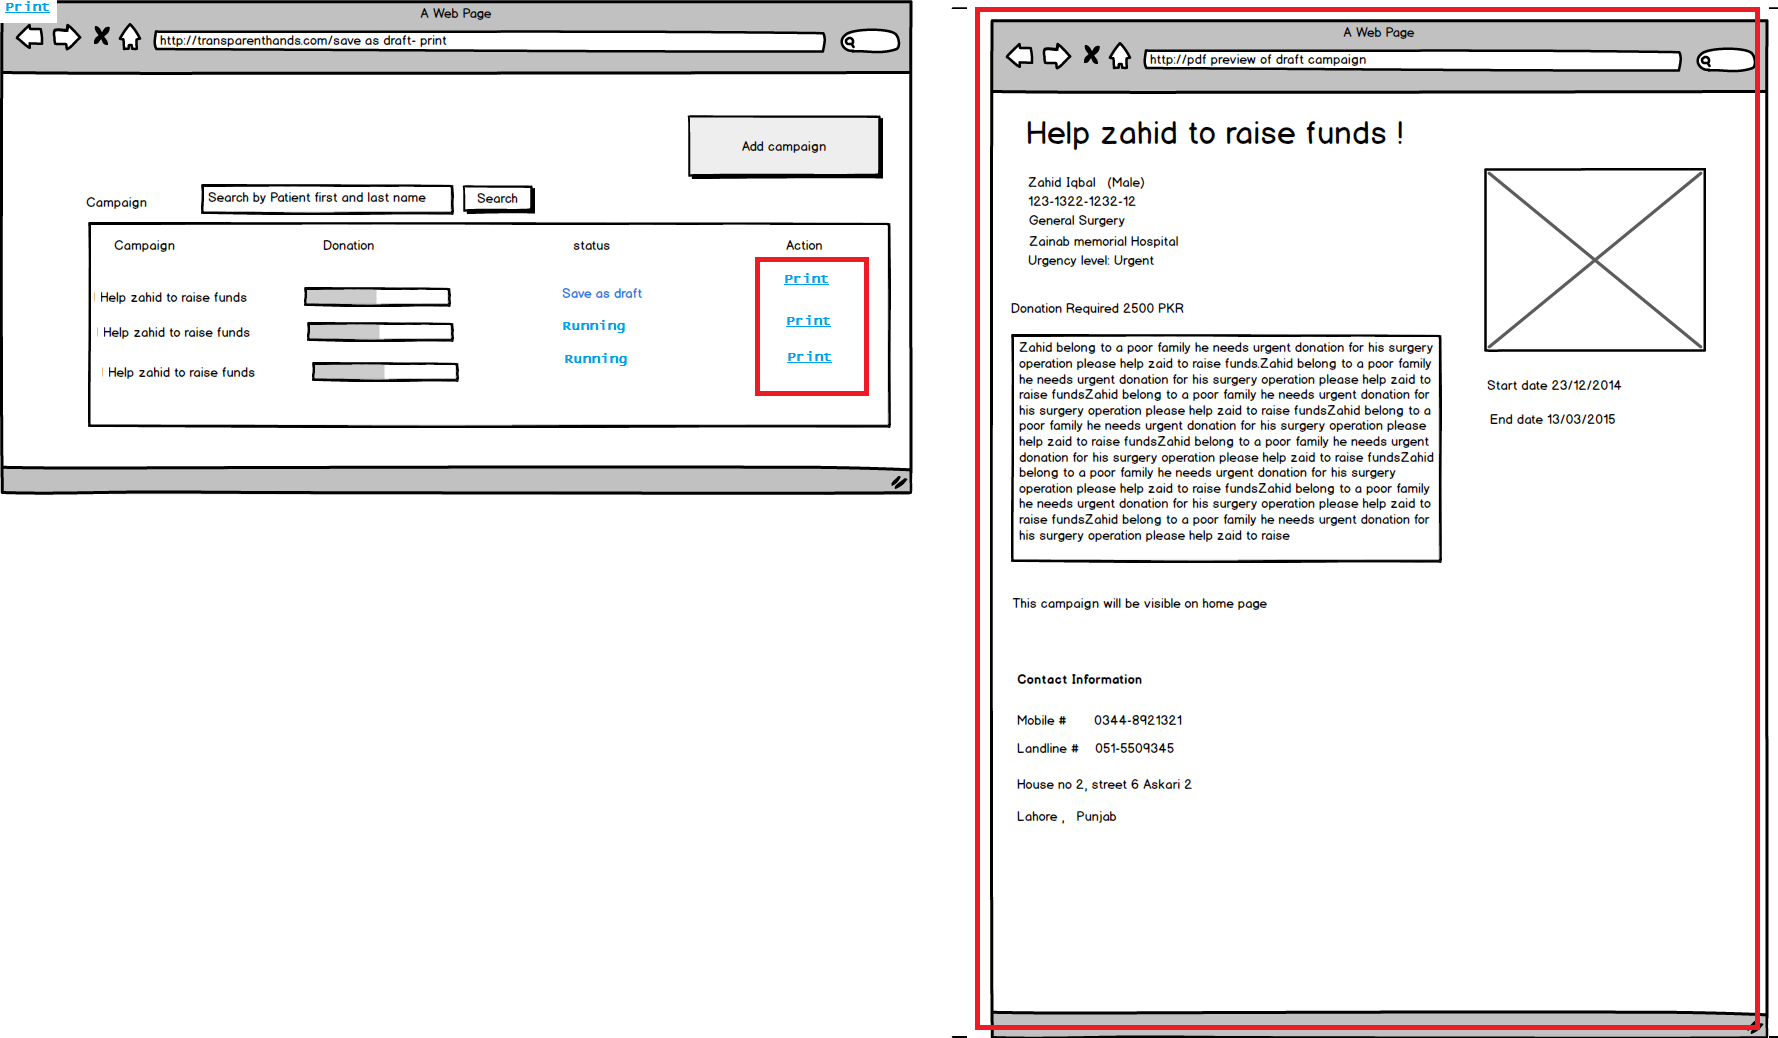 Print
A Web Page
http://transparenthands.com/save as draft- print
Add campaign
Campaign
Search by Patient first and last name
Search
Campaign Donation status Action
Help zahid to raise funds Save as draft Print
Help zahid to raise funds Running Print
Help zahid to raise funds Running Print
A Web Page
http://pdf preview of draft campaign
Help zahid to raise funds !
Zahid Iqbal (Male)
123-1322-1232-12
General Surgery
Zainab memorial Hospital
Urgency level: Urgent
Donation Required 2500 PKR
Zahid belong to a poor family he needs urgent donation for his surgery
operation please help zaid to raise funds.Zahid belong to a poor family
he needs urgent donation for his surgery operation please help zaid to
raise fundsZahid belong to a poor family he needs urgent donation for
his surgery operation please help zaid to raise fundsZahid belong to a
poor family he needs urgent donation for his surgery operation please
help zaid to raise fundsZahid belong to a poor family he needs urgent
donation for his surgery operation please help zaid to raise fundsZahid
belong to a poor family he needs urgent donation for his surgery
operation please help zaid to raise fundsZahid belong to a poor family
he needs urgent donation for his surgery operation please help zaid to
raise fundsZahid belong to a poor family he needs urgent donation for
his surgery operation please help zaid to raise
Start date 23/12/2014
End date 13/03/2015
This campaign will be visible on home page
Contact Information
Mobile # 0344-8921321
Landline # 051-5509345
House no 2, street 6 Askari 2
Lahore , Punjab